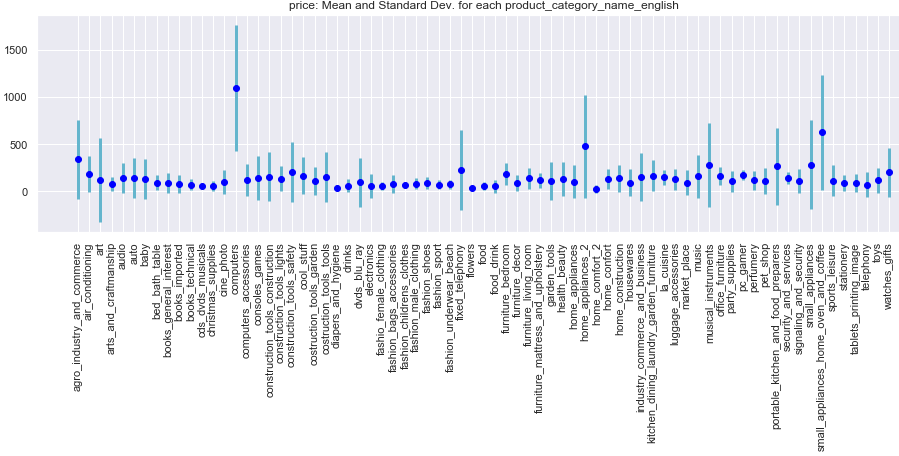 price: Mean and Standard Dev. for each product_category_name_english
1500
1000
500
0
agro_industry_and_commerce
air_conditioning
art
arts_and_craftmanship
audio
auto
baby
bed_bath_table
books_general_interest
books_imported
books_technical
cds_dvds_musicals
christmas_supplies
cine_photo
computers
computers_accessories
consoles_games
construction_tools_construction
construction_tools_lights
construction_tools_safety
cool_stuff
costruction_tools_garden
costruction_tools_tools
diapers_and_hygiene
drinks
dvds_blu_ray
electronics
fashio_female_clothing
fashion_bags_accessories
fashion_childrens_clothes
fashion_male_clothing
fashion_shoes
fashion_sport
fashion_underwear_beach
fixed_telephony
flowers
food
food_drink
furniture_bedroom
furniture_decor
furniture_living_room
furniture_mattress_and_upholstery
garden_tools
health_beauty
home_appliances
home_appliances_2
home_comfort_2
home_confort
home_construction
housewares
industry_commerce_and_business
kitchen_dining_laundry_garden_furniture
la_cuisine
luggage_accessories
market_place
music
musical_instruments
office_furniture
party_supplies
pc_gamer
perfumery
pet_shop
portable_kitchen_and_food_preparers
security_and_services
signaling_and_security
small_appliances
small_appliances_home_oven_and_coffee
sports_leisure
stationery
tablets_printing_image
telephony
toys
watches_gifts